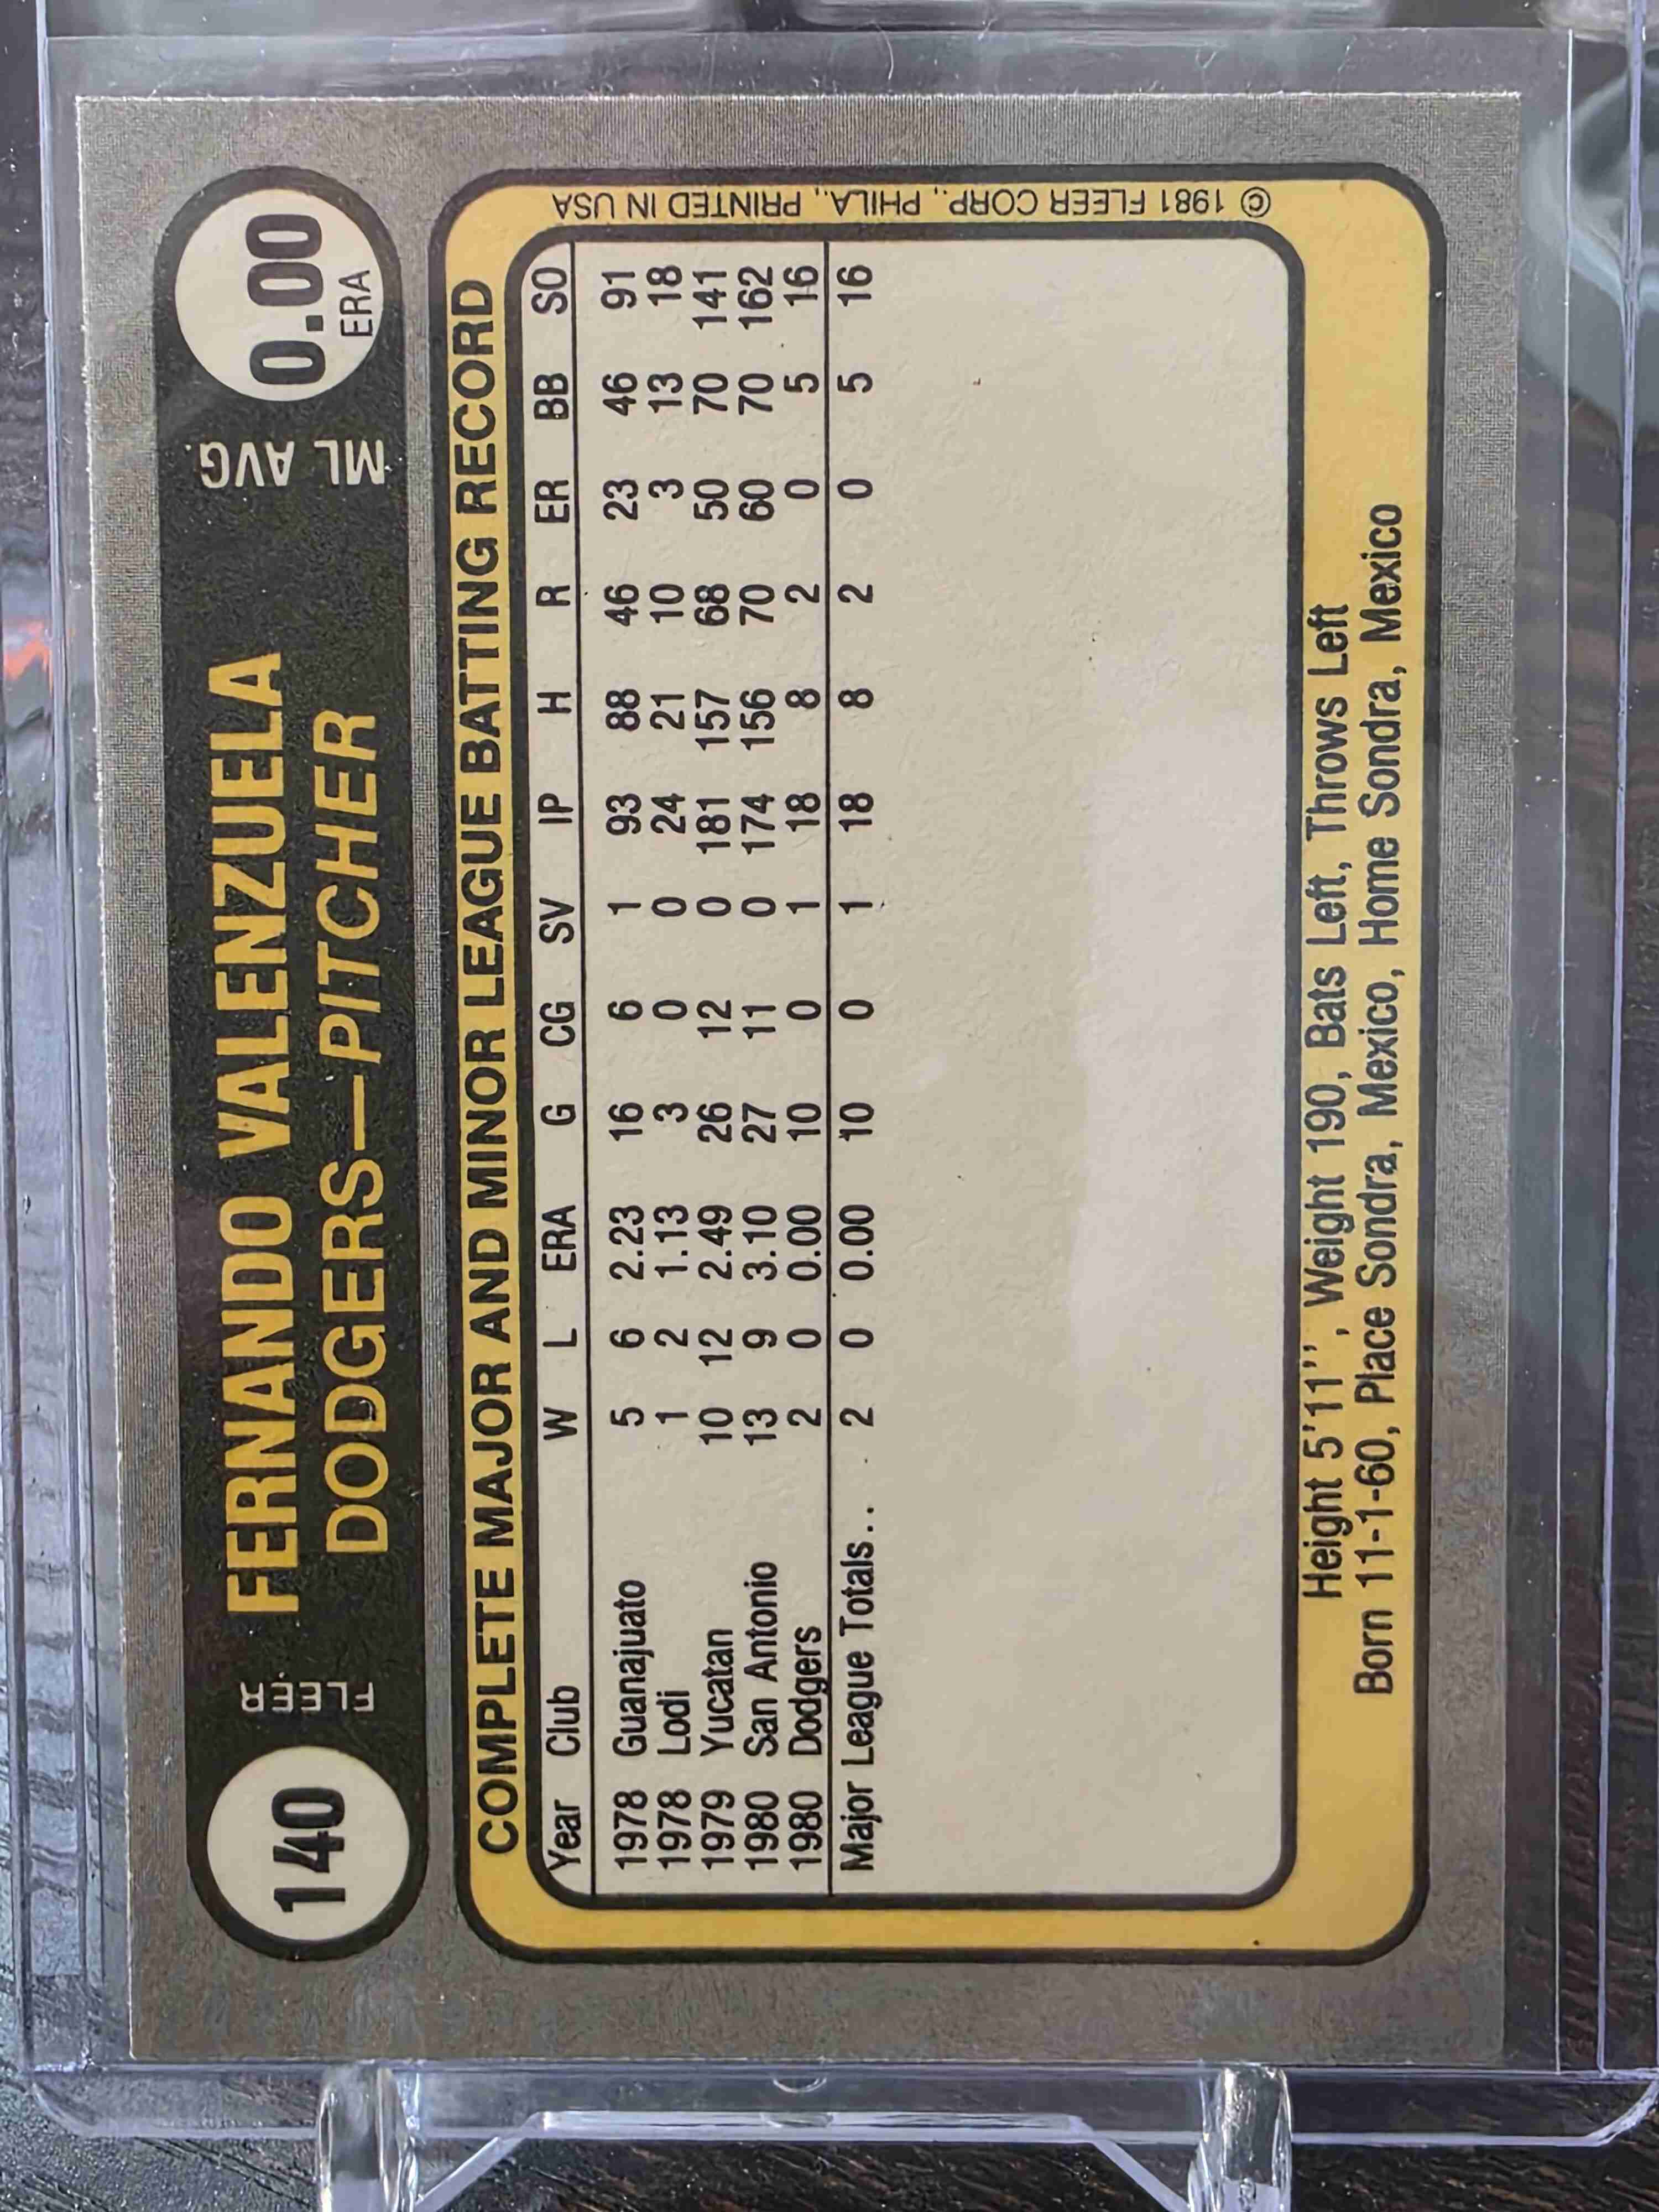 140
FLEER
FERNANDO VALENZUELA
DODGERS—PITCHER
ML AVG.
0.00
ERA
COMPLETE MAJOR AND MINOR LEAGUE BATTING RECORD
Year Club W L ERA G CG SV IP H R ER BB SO
1978 Guanajuato 5 6 2.23 16 6 1 93 88 46 23 46 91
1978 Lodi 1 2 1.13 3 0 0 24 21 10 3 13 18
1979 Yucatan 10 12 2.49 26 12 0 181 157 68 50 70 141
1980 San Antonio 13 9 3.10 27 11 0 174 156 70 60 70 162
1980 Dodgers 2 0 0.00 10 0 1 18 8 2 0 5 16
Major League Totals. . 2 0 0.00 10 0 1 18 8 2 0 5 16
© 1981 FLEER CORP., PHILA., PRINTED IN USA
Height 5'11'', Weight 190, Bats Left, Throws Left
Born 11-1-60, Place Sondra, Mexico, Home Sondra, Mexico